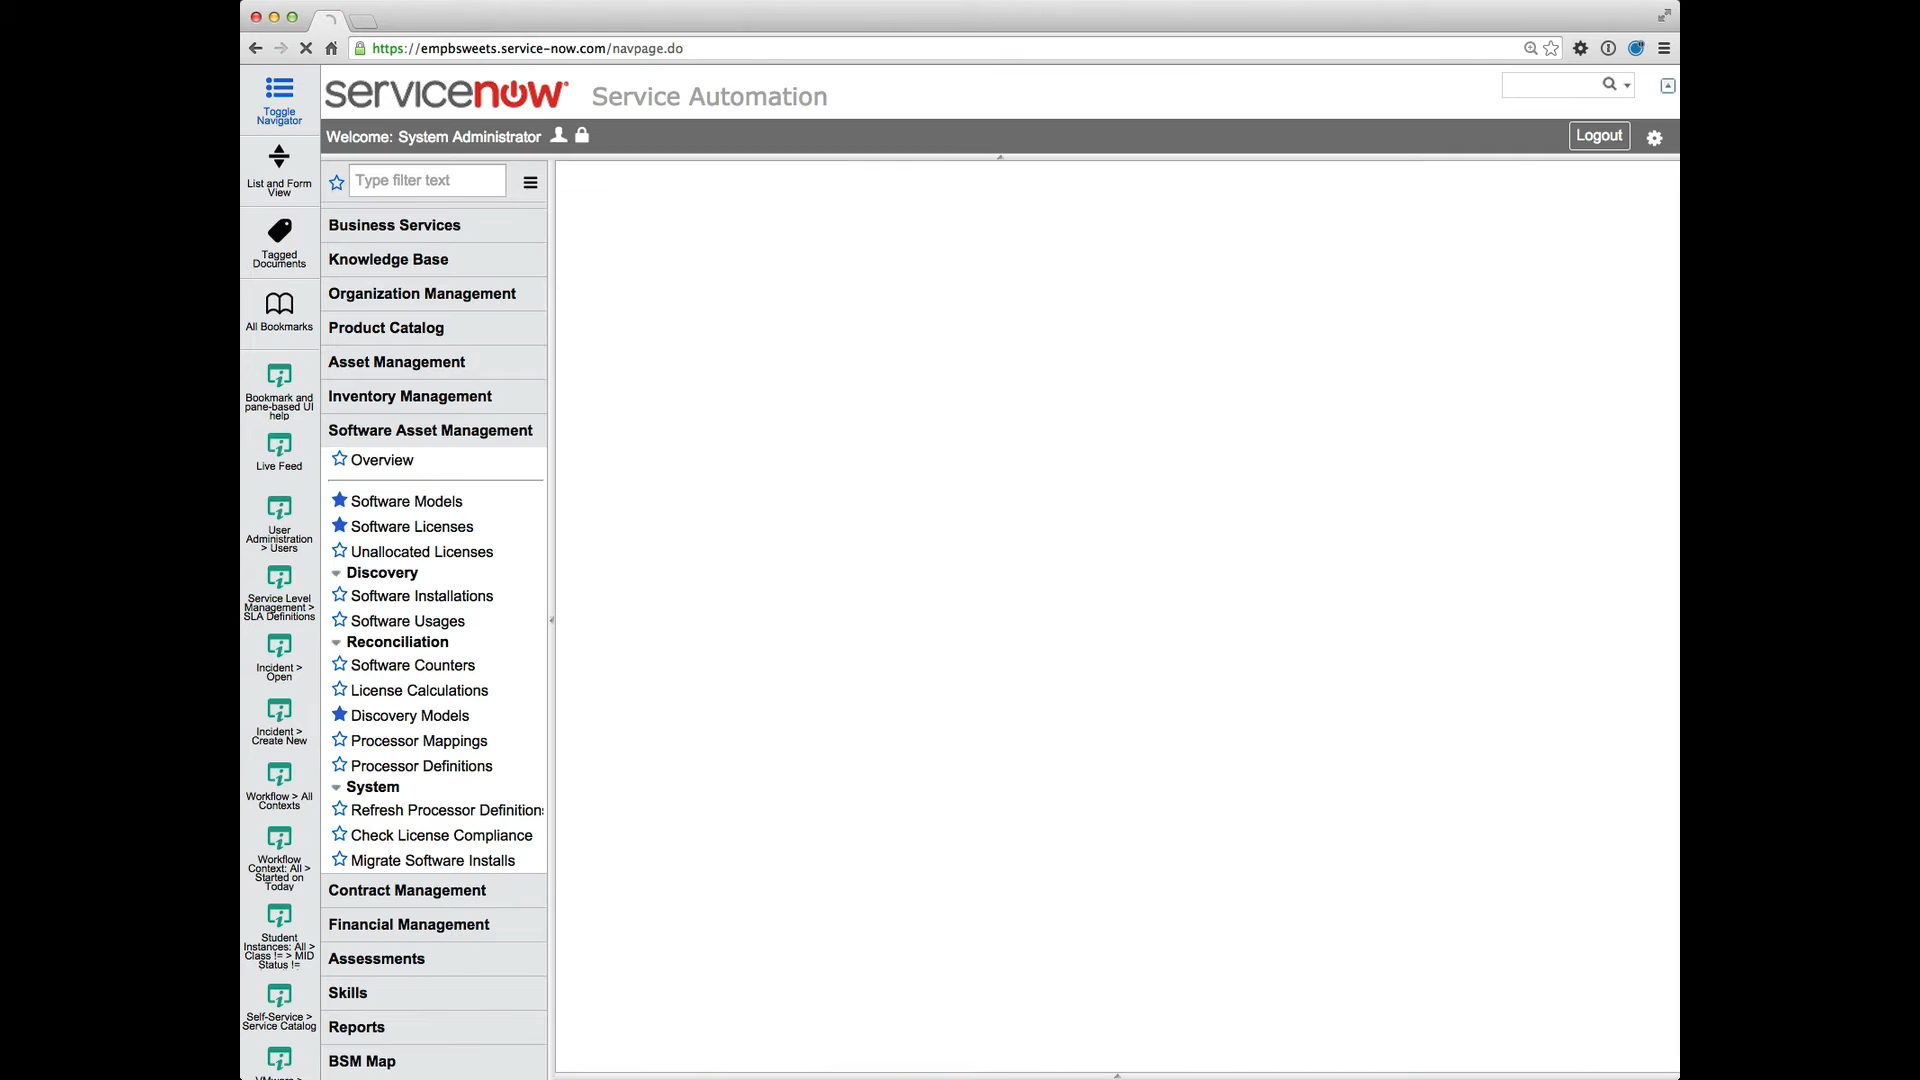 https://empbsweets.service-now.com/navpage.do
servicenow Service Automation
Welcome: System Administrator
Logout
Toggle
Navigator
List and Form
View
Tagged
Documents
All Bookmarks
Bookmark and
pane-based UI
help
Live Feed
User
Administration
> Users
Service Level
Management >
SLA Definitions
Incident >
Open
Incident >
Create New
Workflow > All
Contexts
Workflow
Context: All >
Started on
Today
Student
Instances: All >
Class != > MID
Status !=
Self-Service >
Service Catalog
Type filter text
Business Services
Knowledge Base
Organization Management
Product Catalog
Asset Management
Inventory Management
Software Asset Management
Overview
Software Models
Software Licenses
Unallocated Licenses
Discovery
Software Installations
Software Usages
Reconciliation
Software Counters
License Calculations
Discovery Models
Processor Mappings
Processor Definitions
System
Refresh Processor Definition
Check License Compliance
Migrate Software Installs
Contract Management
Financial Management
Assessments
Skills
Reports
BSM Map